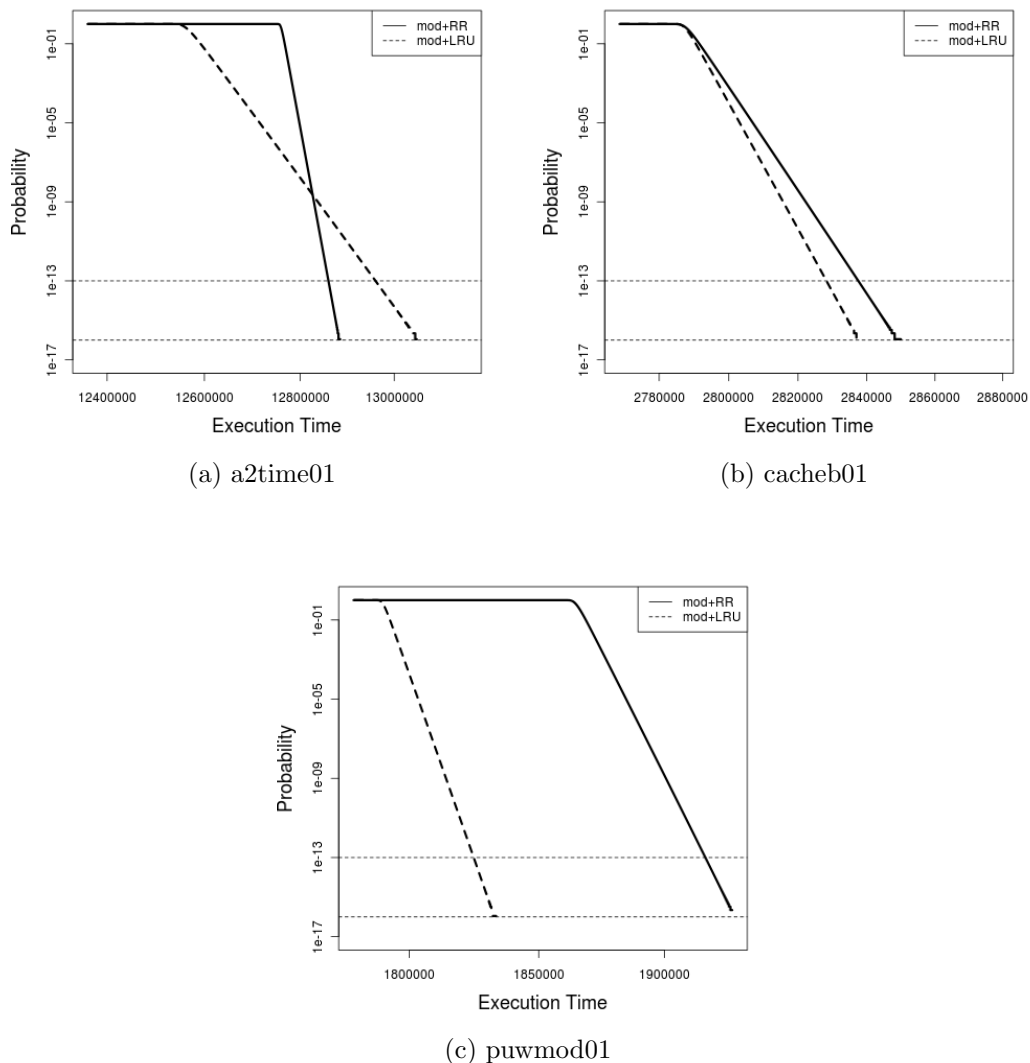 mod+RR
mod+LRU
Probability
1e-01
1e-05
1e-09
1e-13
1e-17
12400000 12600000 12800000 13000000
Execution Time
(a) a2time01
mod+RR
mod+LRU
Probability
1e-01
1e-05
1e-09
1e-13
1e-17
2780000 2800000 2820000 2840000 2860000 2880000
Execution Time
(b) cacheb01
mod+RR
mod+LRU
Probability
1e-01
1e-05
1e-09
1e-13
1e-17
1800000 1850000 1900000
Execution Time
(c) puwmod01